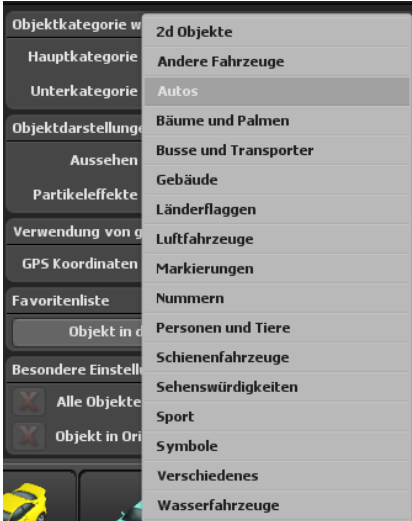 Objektkategorie w
Hauptkategorie
Unterkategorie
Objektdarstellung
Aussehen
Partikeleffekte
Verwendung von g
GPS Koordinaten
Favoritenliste
Objekt in d
Besondere Einstell
Alle Objekte
Objekt in Ori
2d Objekte
Andere Fahrzeuge
Autos
Bäume und Palmen
Busse und Transporter
Gebäude
Länderflaggen
Luftfahrzeuge
Markierungen
Nummern
Personen und Tiere
Schienenfahrzeuge
Sehenswürdigkeiten
Sport
Symbole
Verschiedenes
Wasserfahrzeuge